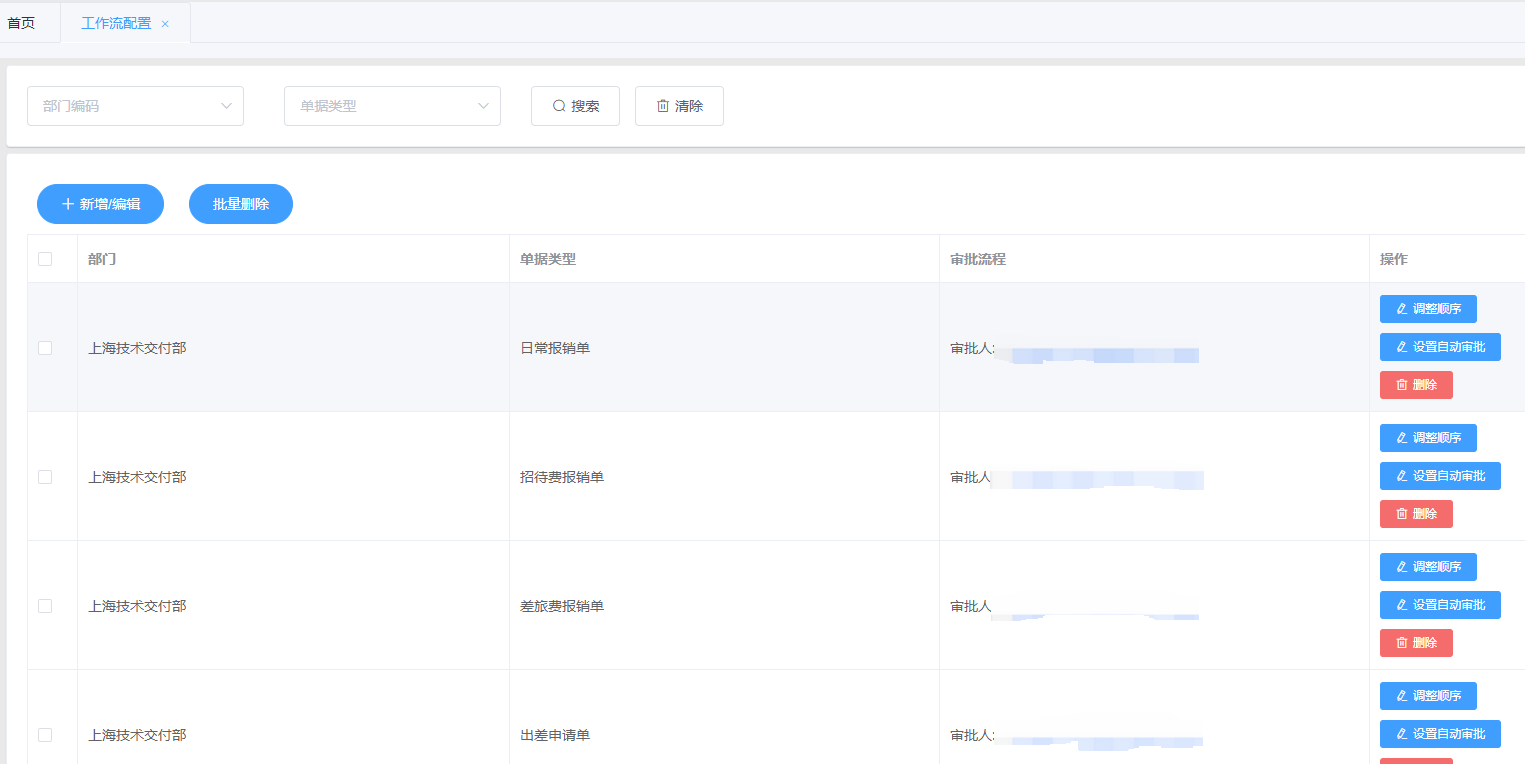 首页 工作流配置 ×
部门编码 单据类型 搜索 清除
+ 新增/编辑 批量删除
部门 单据类型 审批流程 操作
调整顺序
上海技术交付部 日常报销单 审批人: 设置自动审批
删除
调整顺序
上海技术交付部 招待费报销单 审批人 设置自动审批
删除
调整顺序
上海技术交付部 差旅费报销单 审批人 设置自动审批
删除
调整顺序
上海技术交付部 出差申请单 审批人: 设置自动审批